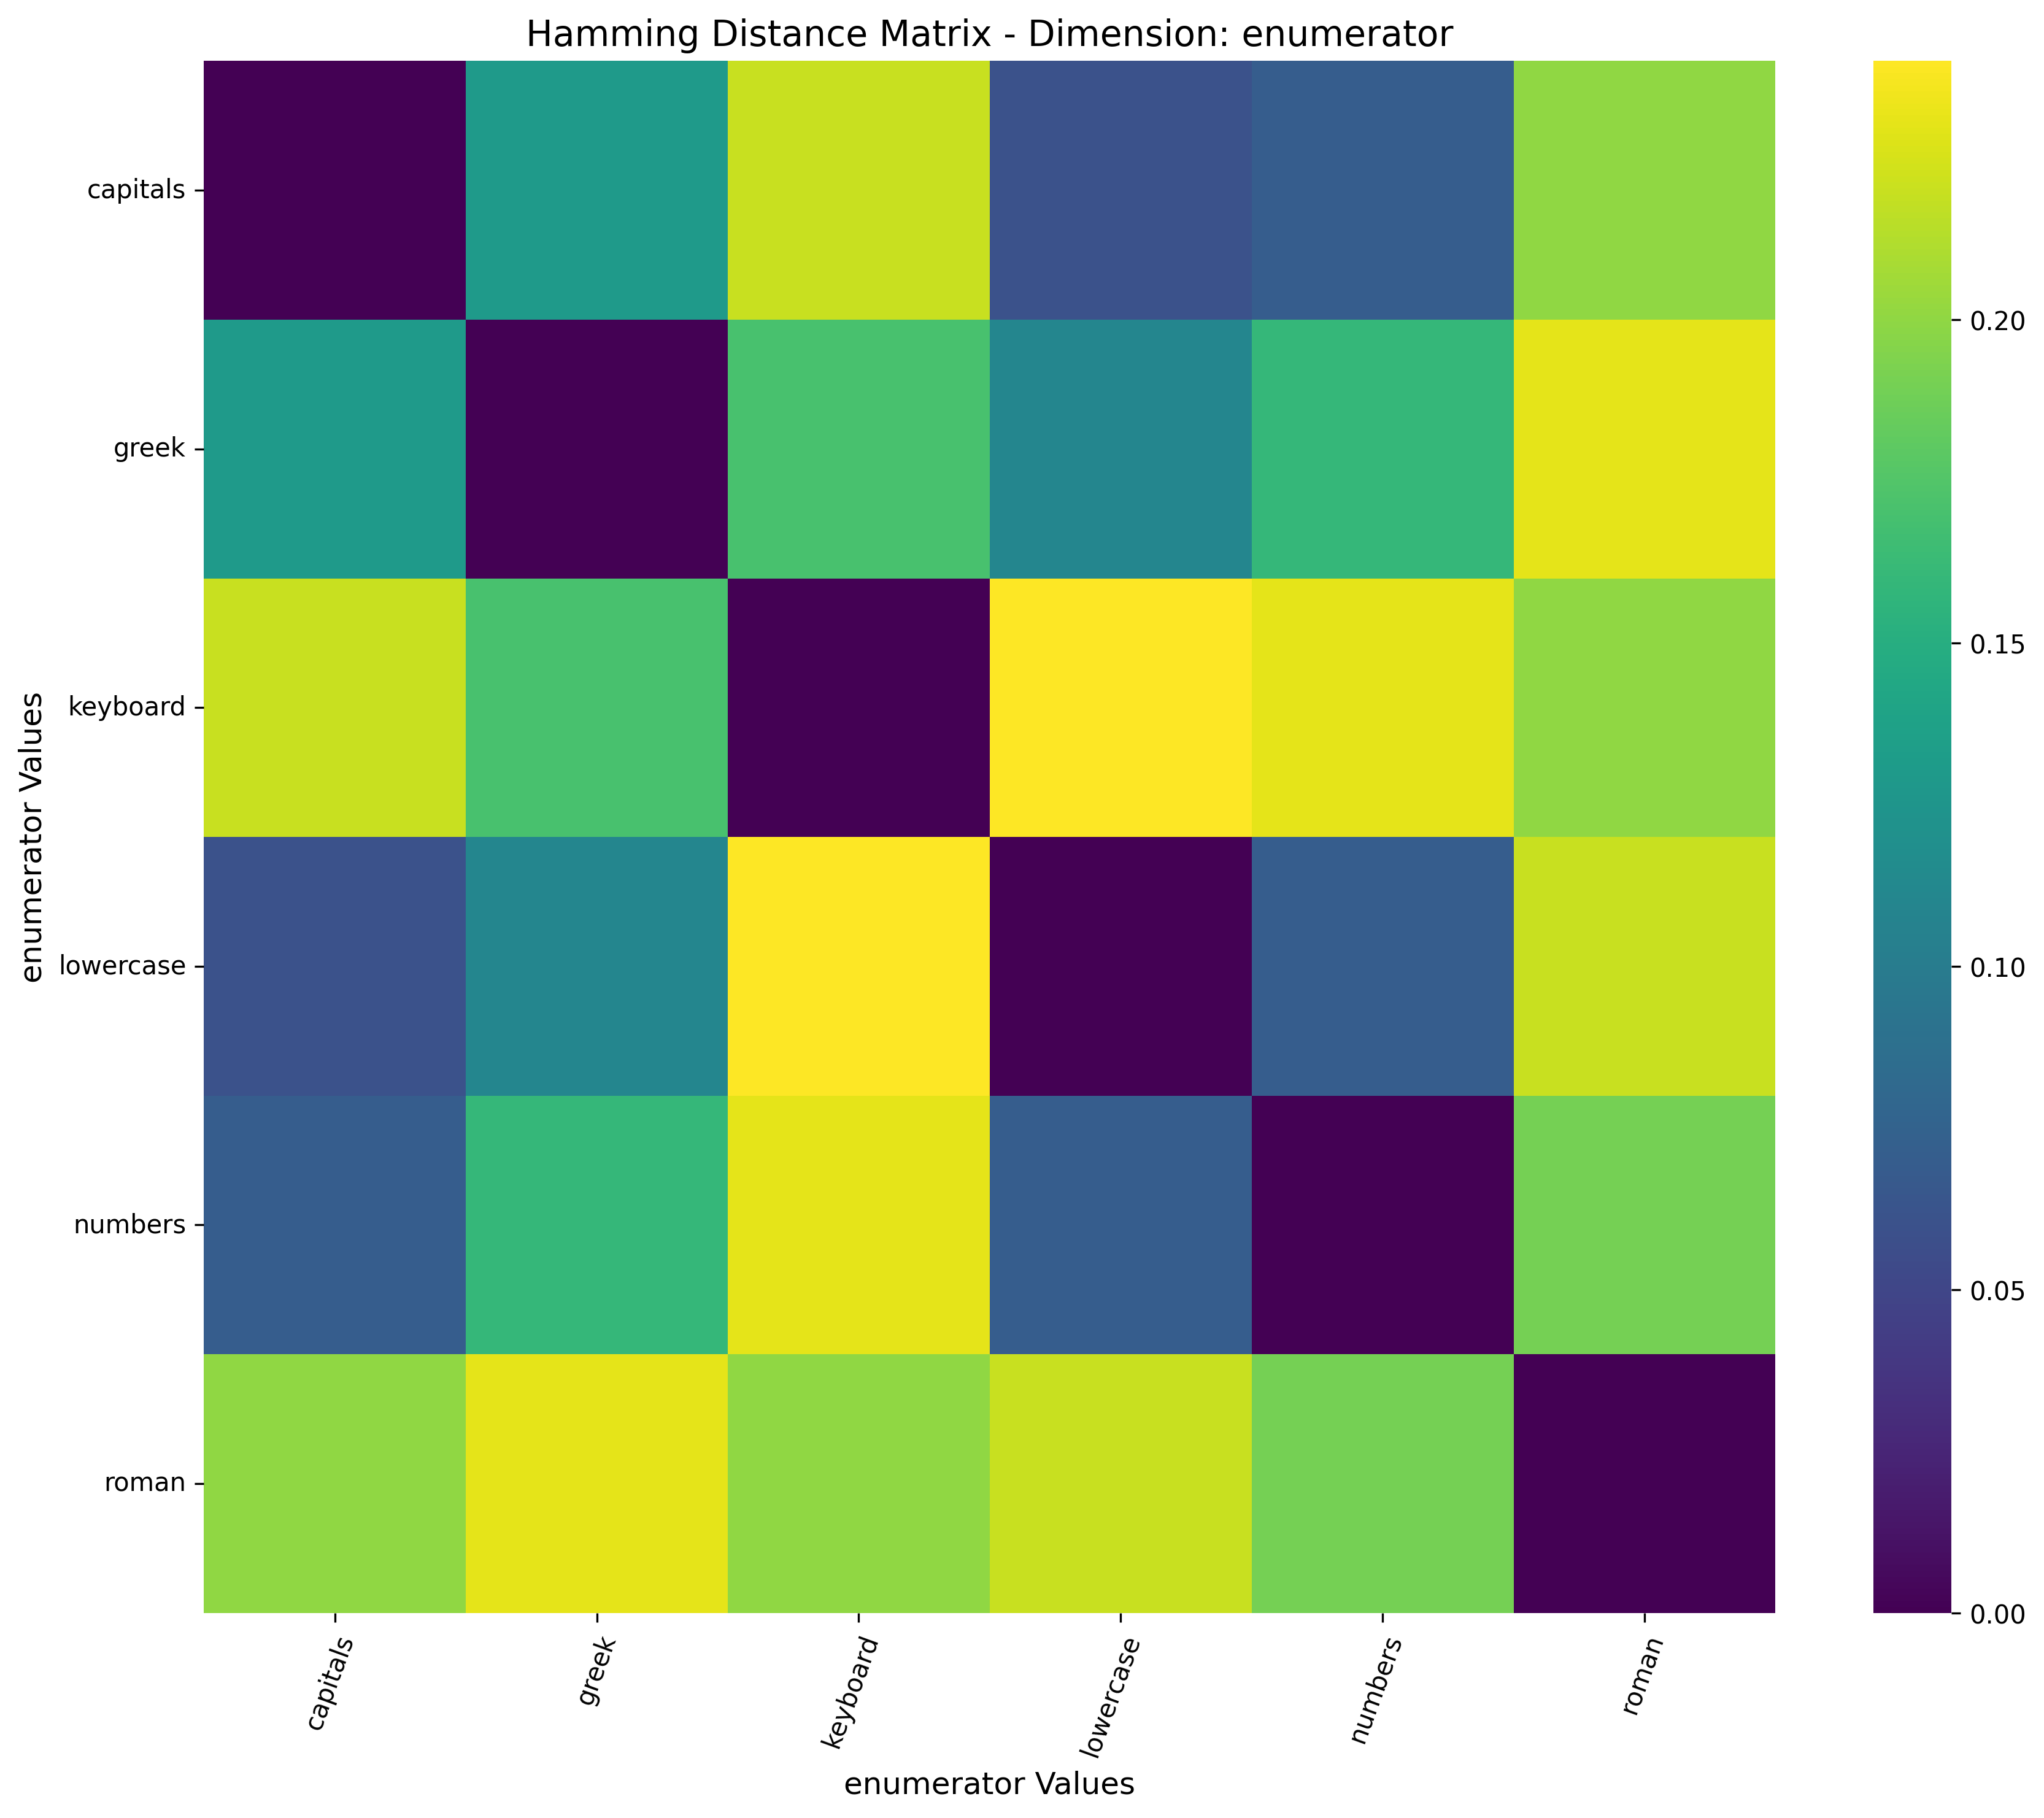 Hamming Distance Matrix - Dimension: enumerator
enumerator Values
capitals
greek
keyboard
lowercase
numbers
roman
capitals
greek
keyboard
lowercase
numbers
roman
enumerator Values
0.20
0.15
0.10
0.05
0.00